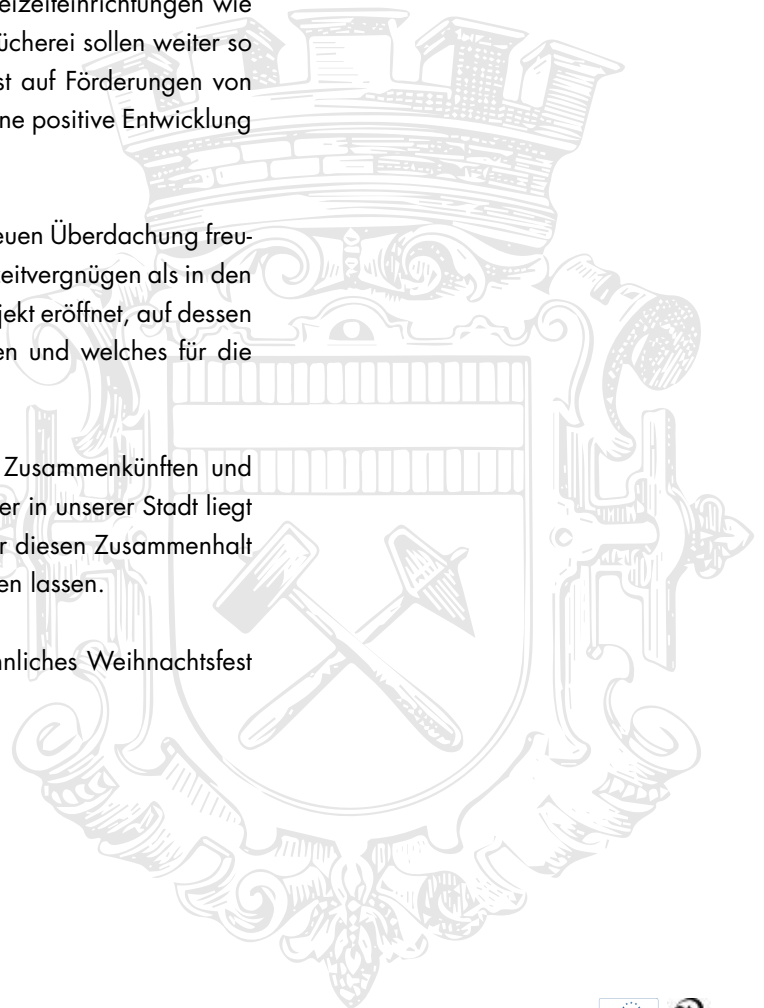 wie
ücherei sollen weiter so
st auf Förderungen von
ne positive Entwicklung
euen Überdachung freu-
eitvergnügen als in den
jekt eröffnet, auf dessen
en und welches für die
Zusammenkünften und
er in unserer Stadt liegt
r diesen Zusammenhalt
en lassen.
nliches Weihnachtsfest